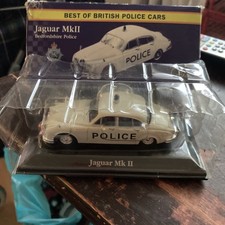 BEST OF BRITISH POLICE CARS
Jaguar MkII
Bedfordshire Police
POLICE
POLICE
Jaguar Mk II